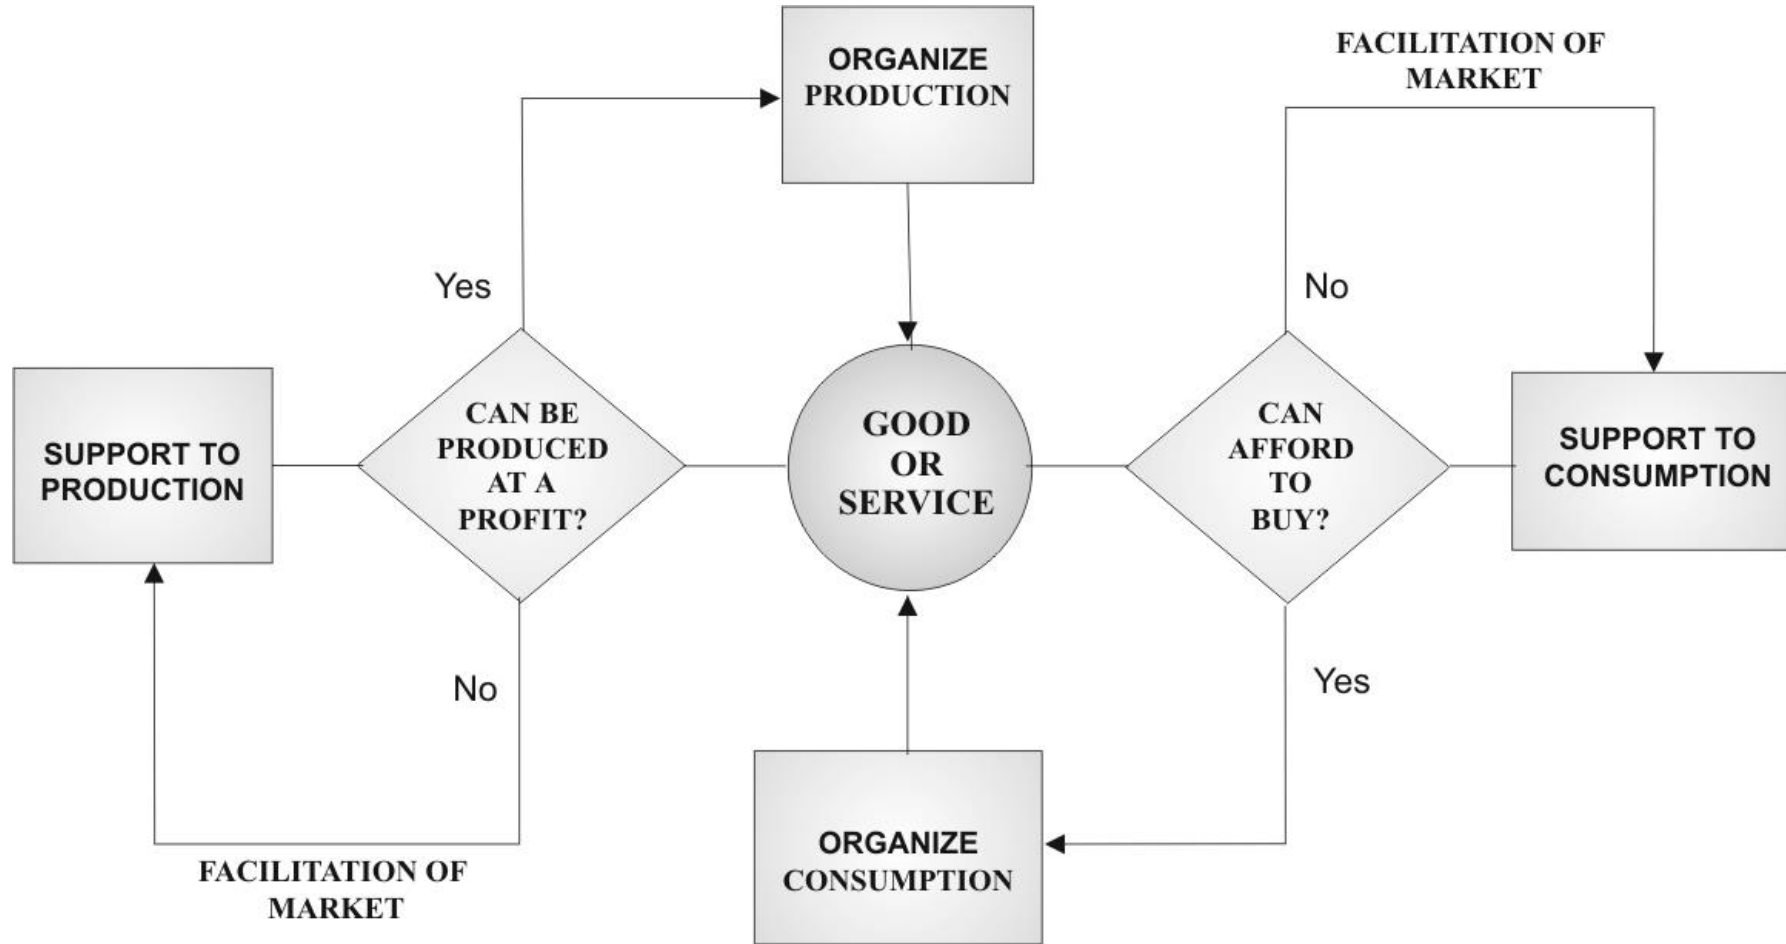 ORGANIZE
PRODUCTION
FACILITATION OF
MARKET
Yes
No
SUPPORT TO
PRODUCTION
CAN BE
PRODUCED
AT A
PROFIT?
GOOD
OR
SERVICE
CAN
AFFORD
TO
BUY?
SUPPORT TO
CONSUMPTION
No
Yes
ORGANIZE
CONSUMPTION
FACILITATION OF
MARKET